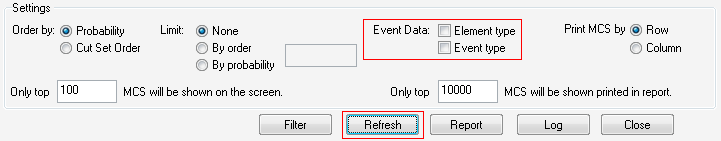 Settings
Order by: Probability Limit: None Event Data: Element type Print MCS by Row
Cut Set Order By order Event type Column
By probability
Only top 100 MCS will be shown on the screen. Only top 10000 MCS will be shown printed in report.
Filter Refresh Report Log Close